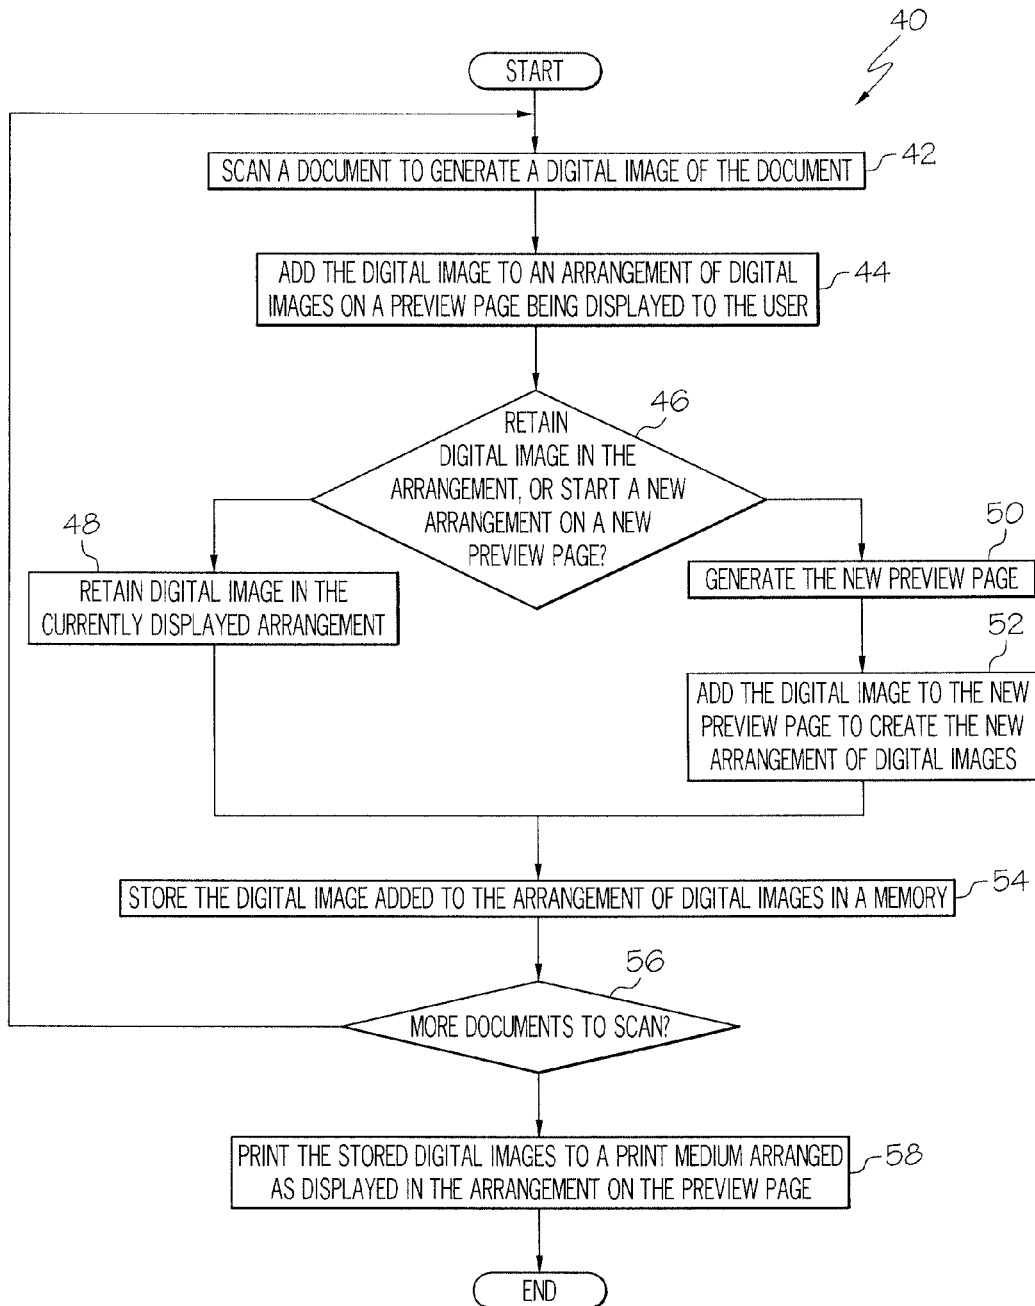 40
START
SCAN A DOCUMENT TO GENERATE A DIGITAL IMAGE OF THE DOCUMENT
42
ADD THE DIGITAL IMAGE TO AN ARRANGEMENT OF DIGITAL
IMAGES ON A PREVIEW PAGE BEING DISPLAYED TO THE USER
44
46
RETAIN
DIGITAL IMAGE IN THE
ARRANGEMENT, OR START A NEW
ARRANGEMENT ON A NEW
PREVIEW PAGE?
48
RETAIN DIGITAL IMAGE IN THE
CURRENTLY DISPLAYED ARRANGEMENT
50
GENERATE THE NEW PREVIEW PAGE
52
ADD THE DIGITAL IMAGE TO THE NEW
PREVIEW PAGE TO CREATE THE NEW
ARRANGEMENT OF DIGITAL IMAGES
STORE THE DIGITAL IMAGE ADDED TO THE ARRANGEMENT OF DIGITAL IMAGES IN A MEMORY
54
56
MORE DOCUMENTS TO SCAN?
PRINT THE STORED DIGITAL IMAGES TO A PRINT MEDIUM ARRANGED
AS DISPLAYED IN THE ARRANGEMENT ON THE PREVIEW PAGE
58
END